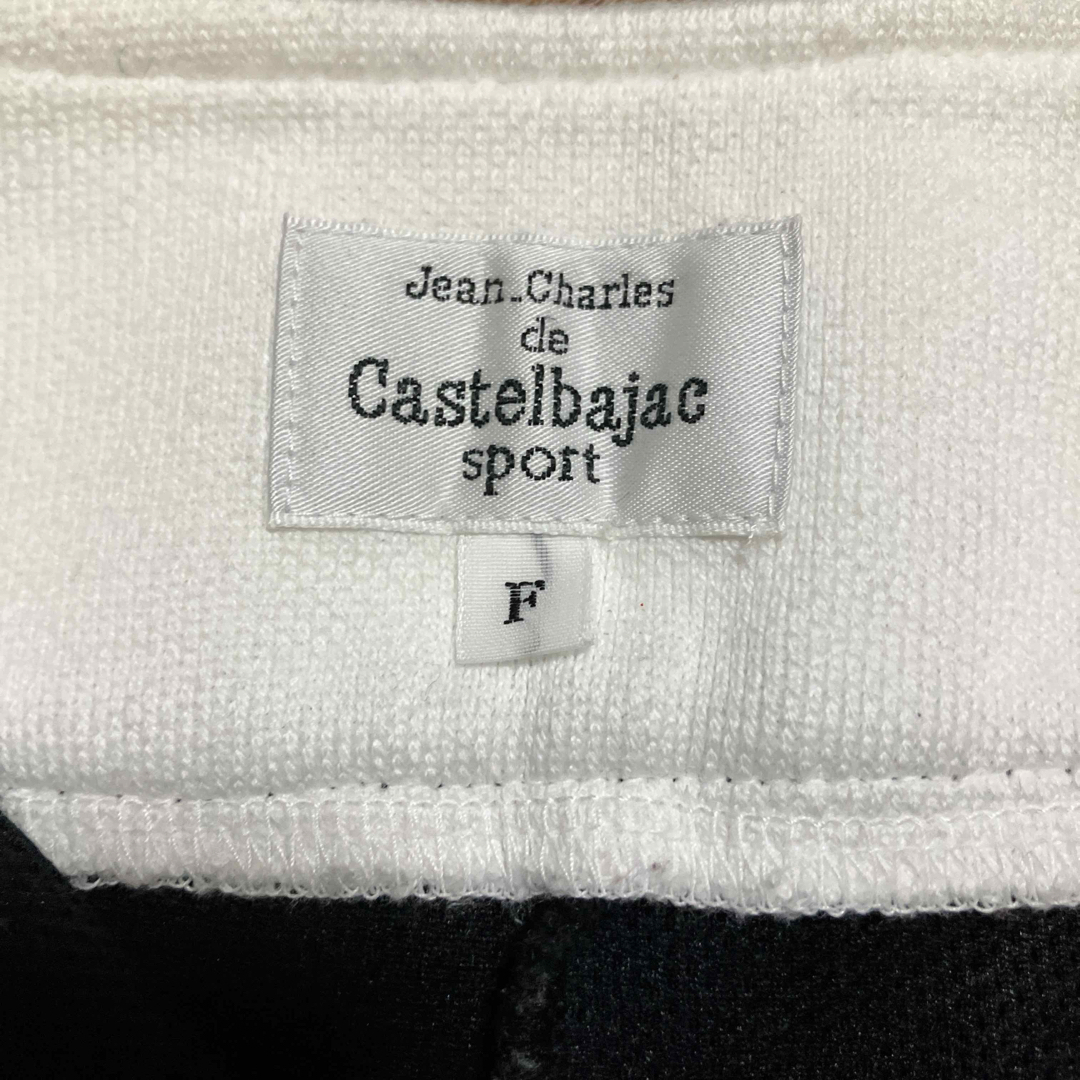 Jean-Charles
de
Castelbajac
sport
F